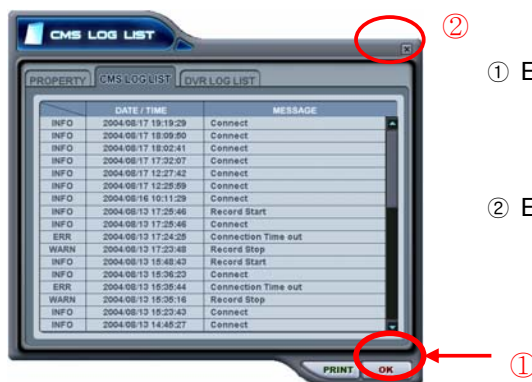 CMS LOG LIST
②
PROPERTY CMS LOG LIST DVR LOG LIST
① E
DATE / TIME MESSAGE
INFO 2004/08/17 19:19:29 Connect
INFO 2004/08/17 18:09:50 Connect
INFO 2004/08/17 18:02:41 Connect
INFO 2004/08/17 17:32:07 Connect
INFO 2004/08/17 12:27:42 Connect
INFO 2004/08/17 12:25:59 Connect
INFO 2004/08/16 10:11:29 Connect
INFO 2004/08/13 17:25:46 Record Start
② E
INFO 2004/08/13 17:25:46 Connect
ERR 2004/08/13 17:24:25 Connection Time out
WARN 2004/08/13 17:23:48 Record Stop
INFO 2004/08/13 15:48:43 Record Start
INFO 2004/08/13 15:36:23 Connect
ERR 2004/08/13 15:35:44 Connection Time out
WARN 2004/08/13 15:35:16 Record Stop
INFO 2004/08/13 15:23:43 Connect
INFO 2004/08/13 14:45:27 Connect
PRINT OK
①